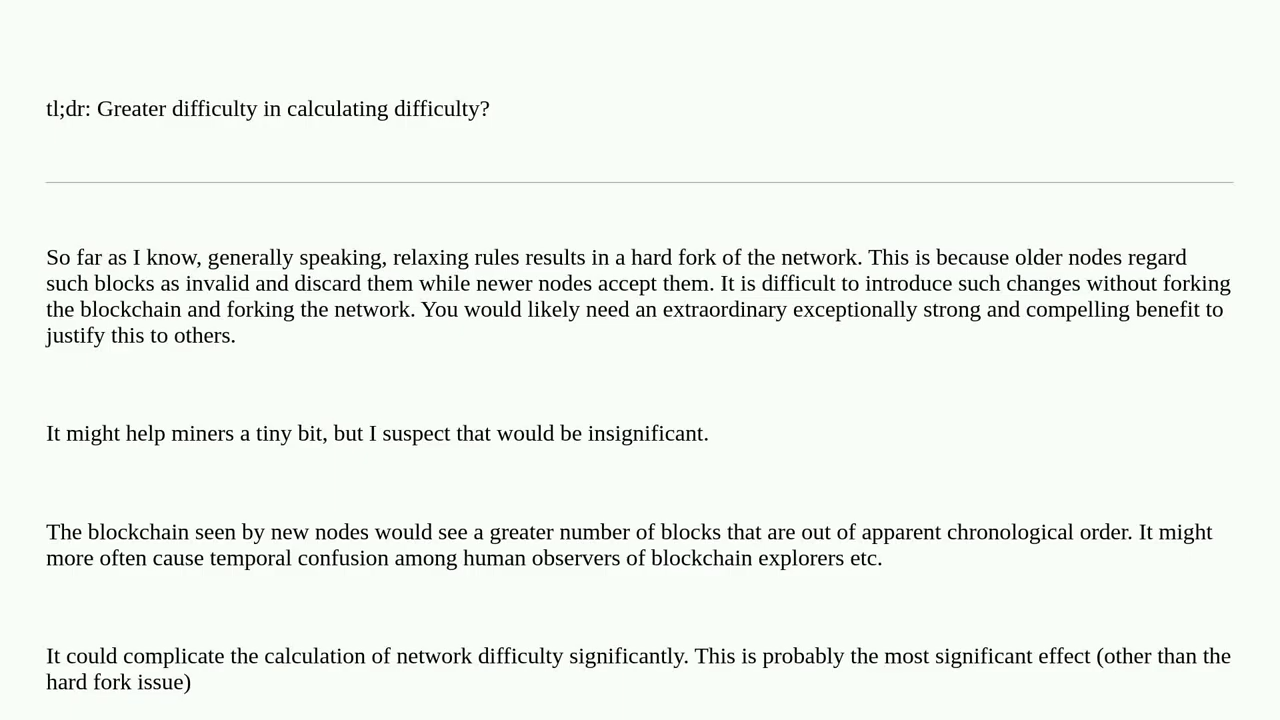 tl;dr: Greater difficulty in calculating difficulty?
So far as I know, generally speaking, relaxing rules results in a hard fork of the network. This is because older nodes regard
such blocks as invalid and discard them while newer nodes accept them. It is difficult to introduce such changes without forking
the blockchain and forking the network. You would likely need an extraordinary exceptionally strong and compelling benefit to
justify this to others.
It might help miners a tiny bit, but I suspect that would be insignificant.
The blockchain seen by new nodes would see a greater number of blocks that are out of apparent chronological order. It might
more often cause temporal confusion among human observers of blockchain explorers etc.
It could complicate the calculation of network difficulty significantly. This is probably the most significant effect (other than the
hard fork issue)